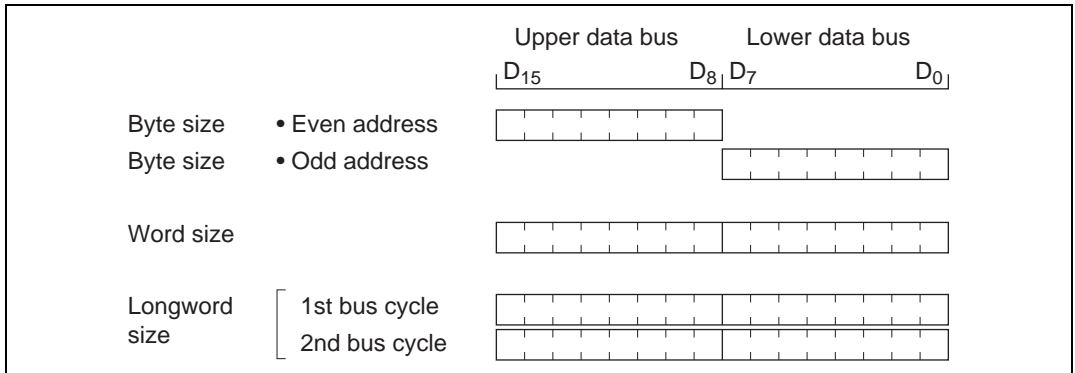 Upper data bus Lower data bus
D15 D8 D7 D0
Byte size • Even address
Byte size • Odd address
Word size
Longword size 1st bus cycle
2nd bus cycle